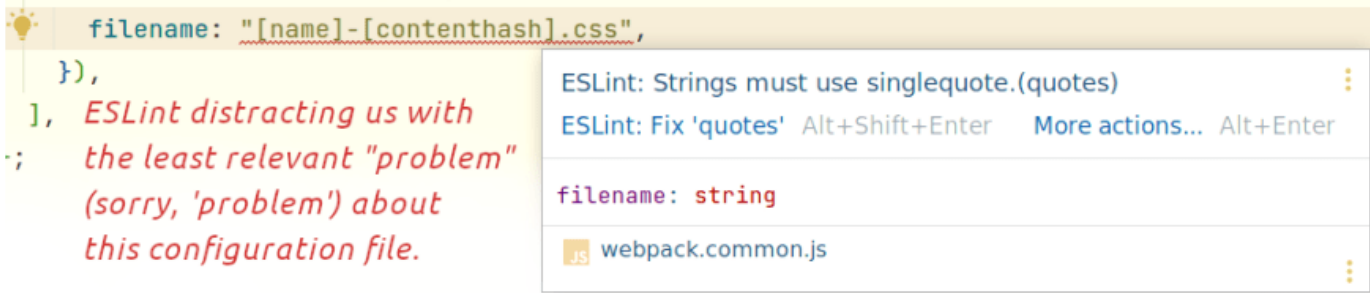 filename: "[name]-[contenthash].css",
}),
],
};
ESLint distracting us with
the least relevant "problem"
(sorry, 'problem') about
this configuration file.
ESLint: Strings must use singlequote.(quotes)
ESLint: Fix 'quotes' Alt+Shift+Enter More actions... Alt+Enter
filename: string
JS webpack.common.js